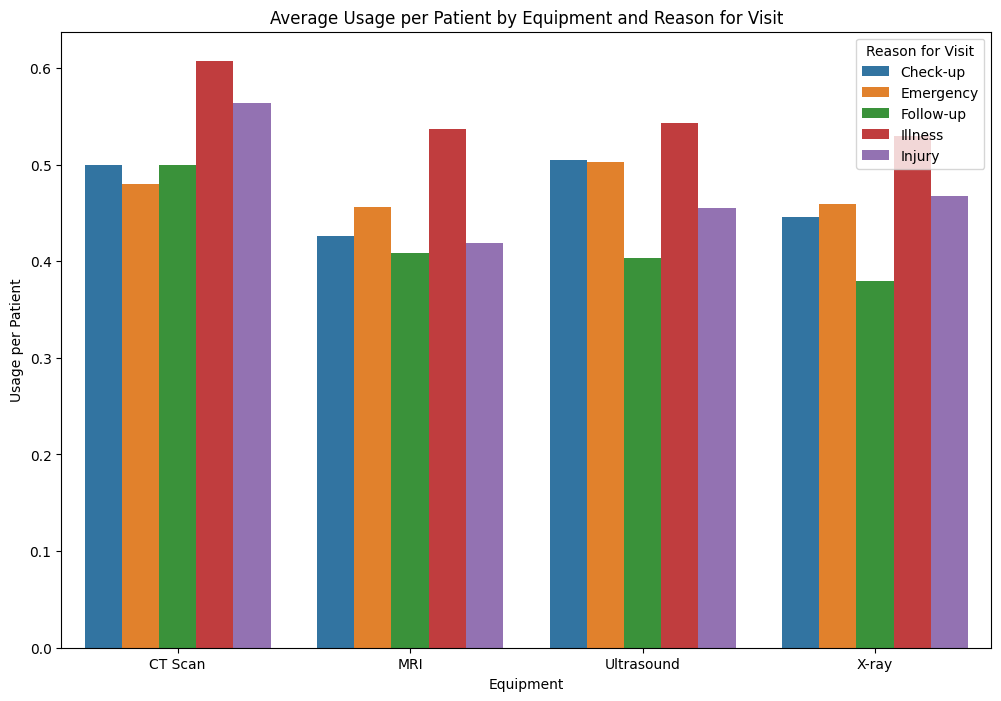 Average Usage per Patient by Equipment and Reason for Visit
Reason for Visit
Check-up
Emergency
Follow-up
Illness
Injury
0.6
0.5
0.4
0.3
0.2
0.1
0.0
Usage per Patient
CT Scan
MRI
Ultrasound
X-ray
Equipment